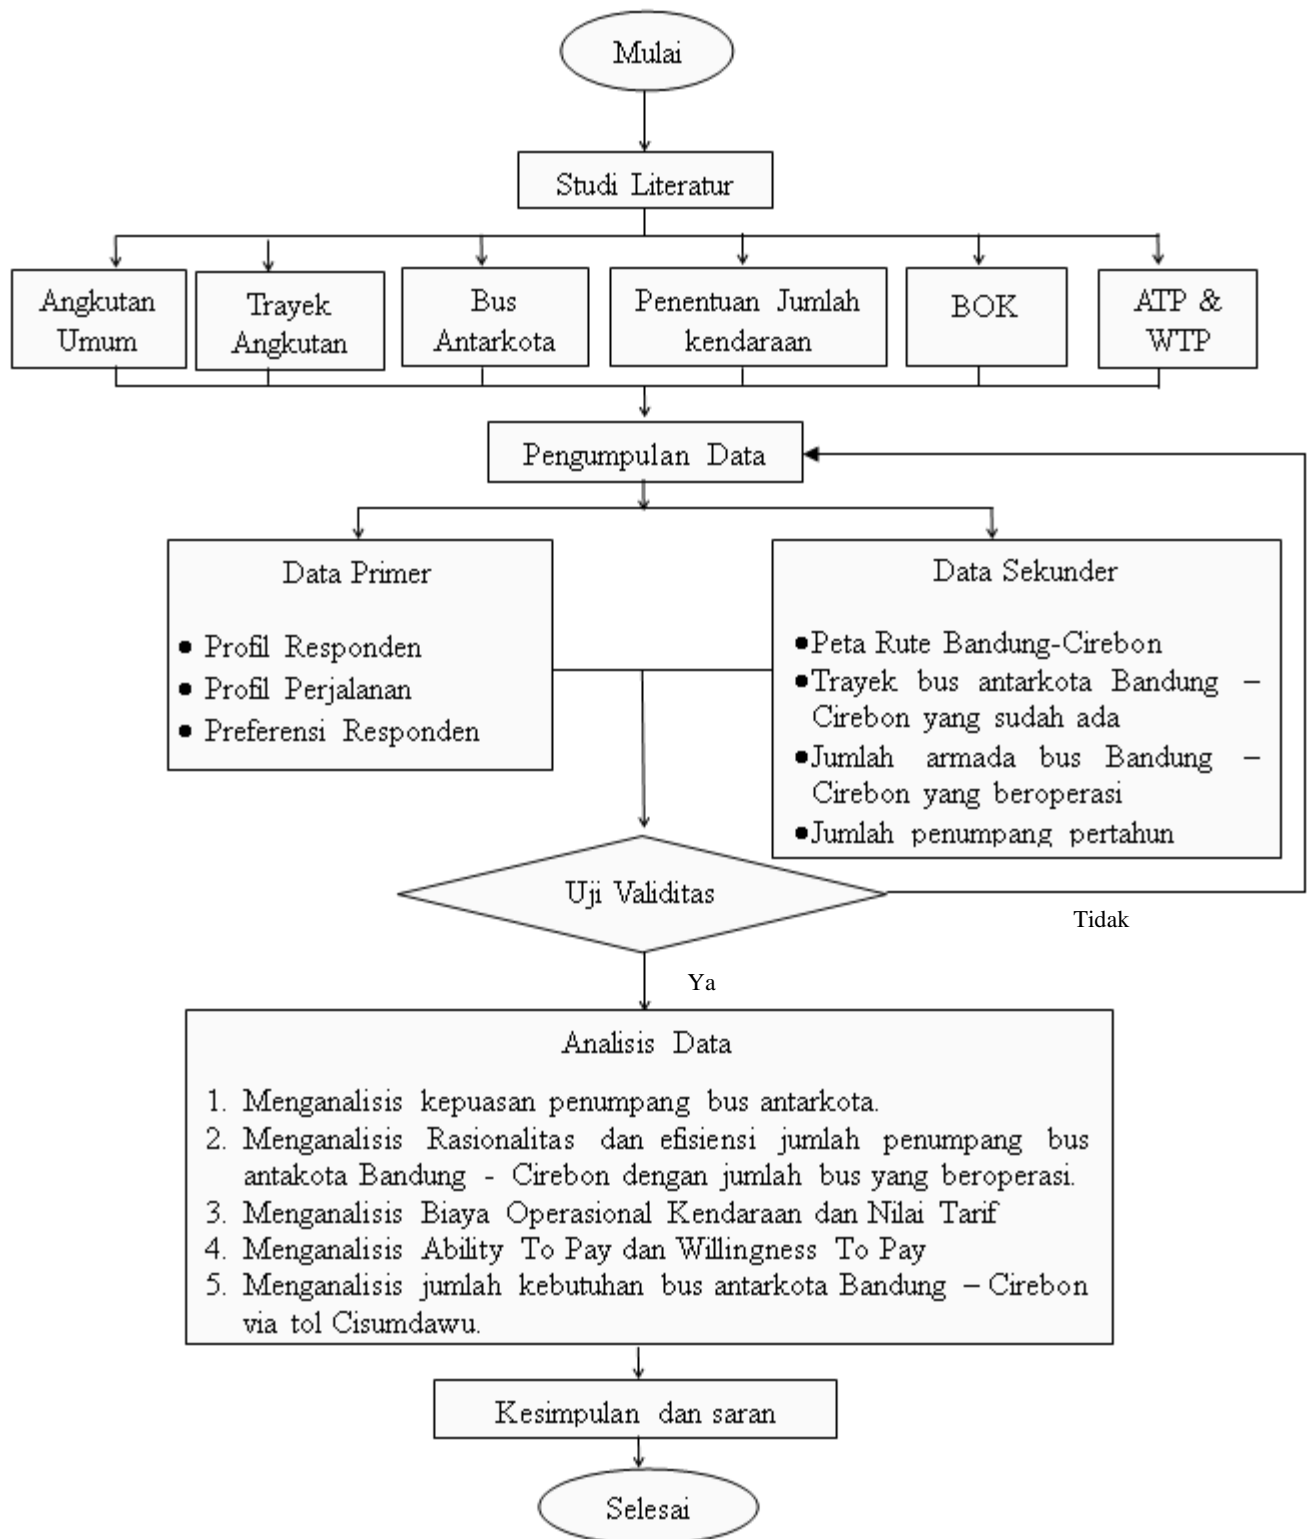 Mulai
Studi Literatur
Angkutan
Umum
Trayek
Angkutan
Bus
Antarkota
Penentuan Jumlah
kendaraan
BOK
ATP &
WTP
Pengumpulan Data
Data Primer
● Profil Responden
● Profil Perjalanan
● Preferensi Responden
Data Sekunder
●Peta Rute Bandung-Cirebon
●Trayek bus antarkota Bandung –
Cirebon yang sudah ada
●Jumlah armada bus Bandung –
Cirebon yang beroperasi
●Jumlah penumpang pertahun
Uji Validitas
Tidak
Ya
Analisis Data
1. Menganalisis kepuasan penumpang bus antarkota.
2. Menganalisis Rasionalitas dan efisiensi jumlah penumpang bus
antakota Bandung - Cirebon dengan jumlah bus yang beroperasi.
3. Menganalisis Biaya Operasional Kendaraan dan Nilai Tarif
4. Menganalisis Ability To Pay dan Willingness To Pay
5. Menganalisis jumlah kebutuhan bus antarkota Bandung – Cirebon
via tol Cisumdawu.
Kesimpulan dan saran
Selesai